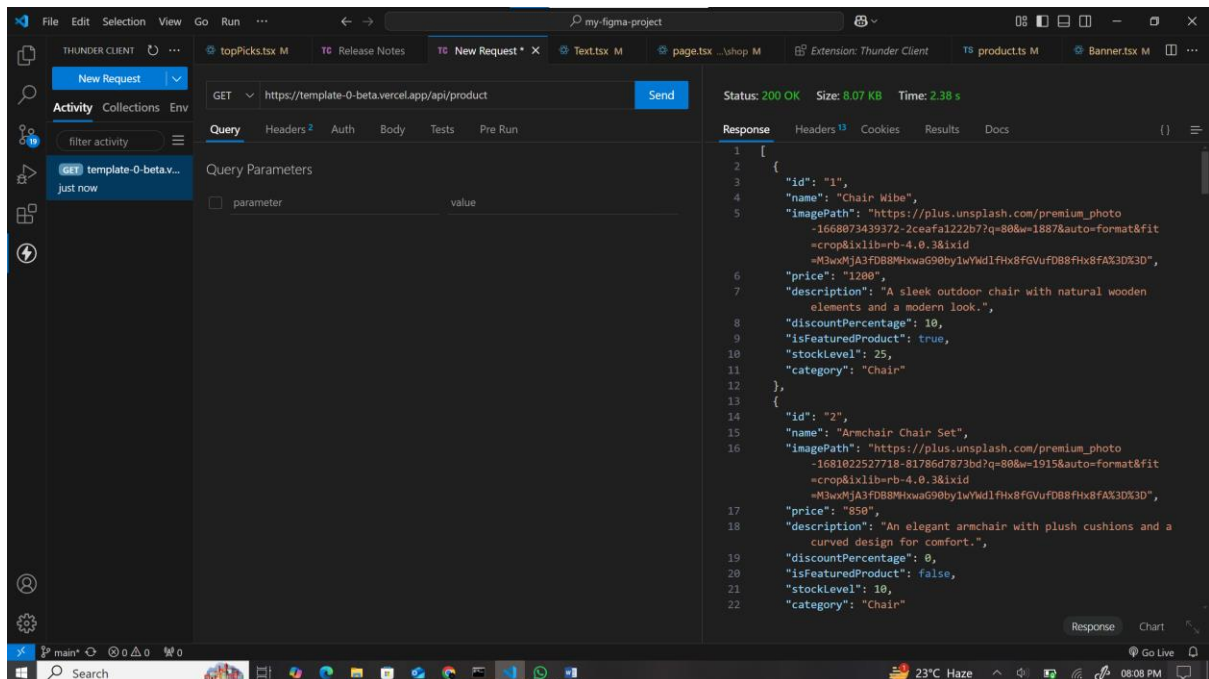 File Edit Selection View Go Run ··· my-figma-project
THUNDER CLIENT ··· topPicks.tsx M TC Release Notes TC New Request * Text.tsx M page.tsx ...\shop M Extension: Thunder Client TS product.ts M Banner.tsx M ···
New Request
Activity Collections Env
filter activity
GET template-0-beta.v...
just now
19
GET https://template-0-beta.vercel.app/api/product Send
Query Headers 2 Auth Body Tests Pre Run
Query Parameters
parameter value
Status: 200 OK Size: 8.07 KB Time: 2.38 s
Response Headers 13 Cookies Results Docs {}
1 [
2 {
3 "id": "1",
4 "name": "Chair Wibe",
5 "imagePath": "https://plus.unsplash.com/premium_photo
-1668073439372-2ceafa1222b7?q=80&w=1887&auto=format&fit
=crop&ixlib=rb-4.0.3&ixid
=M3wxMjA3fDB8MHxwaG90by1wYWdlfHx8fGVufDB8fHx8fA%3D%3D",
6 "price": "1200",
7 "description": "A sleek outdoor chair with natural wooden
elements and a modern look.",
8 "discountPercentage": 10,
9 "isFeaturedProduct": true,
10 "stockLevel": 25,
11 "category": "Chair"
12 },
13 {
14 "id": "2",
15 "name": "Armchair Chair Set",
16 "imagePath": "https://plus.unsplash.com/premium_photo
-1681022527718-81786d7873bd?q=80&w=1915&auto=format&fit
=crop&ixlib=rb-4.0.3&ixid
=M3wxMjA3fDB8MHxwaG90by1wYWdlfHx8fGVufDB8fHx8fA%3D%3D",
17 "price": "850",
18 "description": "An elegant armchair with plush cushions and a
curved design for comfort.",
19 "discountPercentage": 0,
20 "isFeaturedProduct": false,
21 "stockLevel": 10,
22 "category": "Chair"
Response Chart
main* 0 0 0 Go Live
Search 23°C Haze 08:08 PM